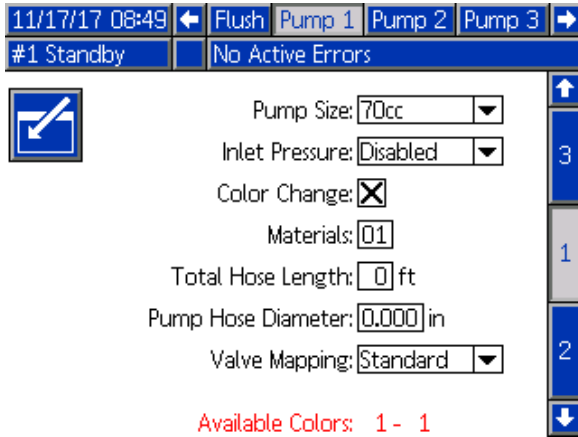 11/17/17 08:49 Flush Pump 1 Pump 2 Pump 3
#1 Standby No Active Errors
Pump Size: 70cc
Inlet Pressure: Disabled
3
Color Change:
Materials: 01
1
Total Hose Length: 0 ft
Pump Hose Diameter: 0.000 in
Valve Mapping: Standard
2
Available Colors: 1 - 1